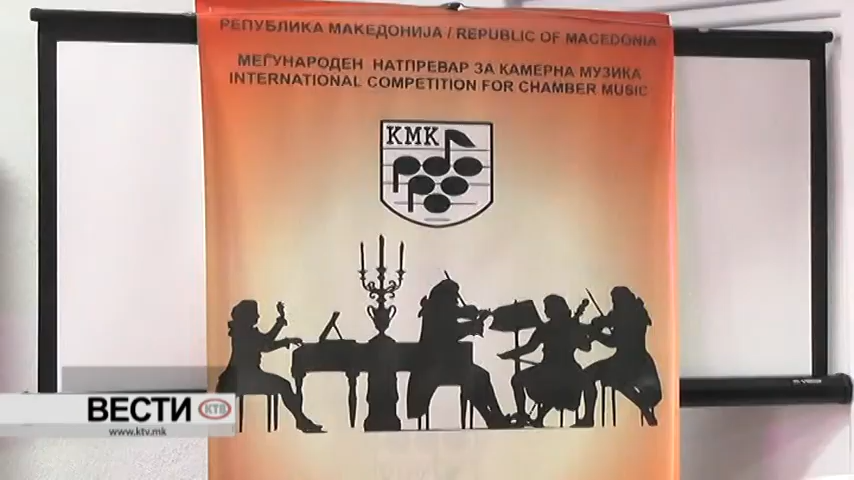 РЕПУБЛИКА МАКЕДОНИЈА / REPUBLIC OF MACEDONIA
МЕЃУНАРОДЕН НАТПРЕВАР ЗА КАМЕРНА МУЗИКА
INTERNATIONAL COMPETITION FOR CHAMBER MUSIC
КМК
ВЕСТИ КТВ
www.ktv.mk